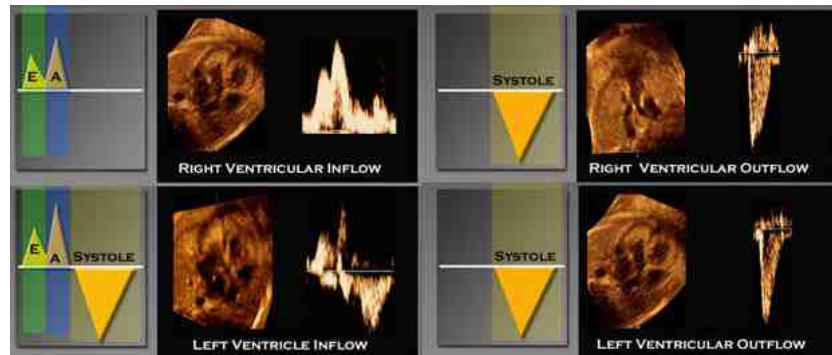 E A
RIGHT VENTRICULAR INFLOW
SYSTOLE
RIGHT VENTRICULAR OUTFLOW
E A SYSTOLE
LEFT VENTRICLE INFLOW
SYSTOLE
LEFT VENTRICULAR OUTFLOW